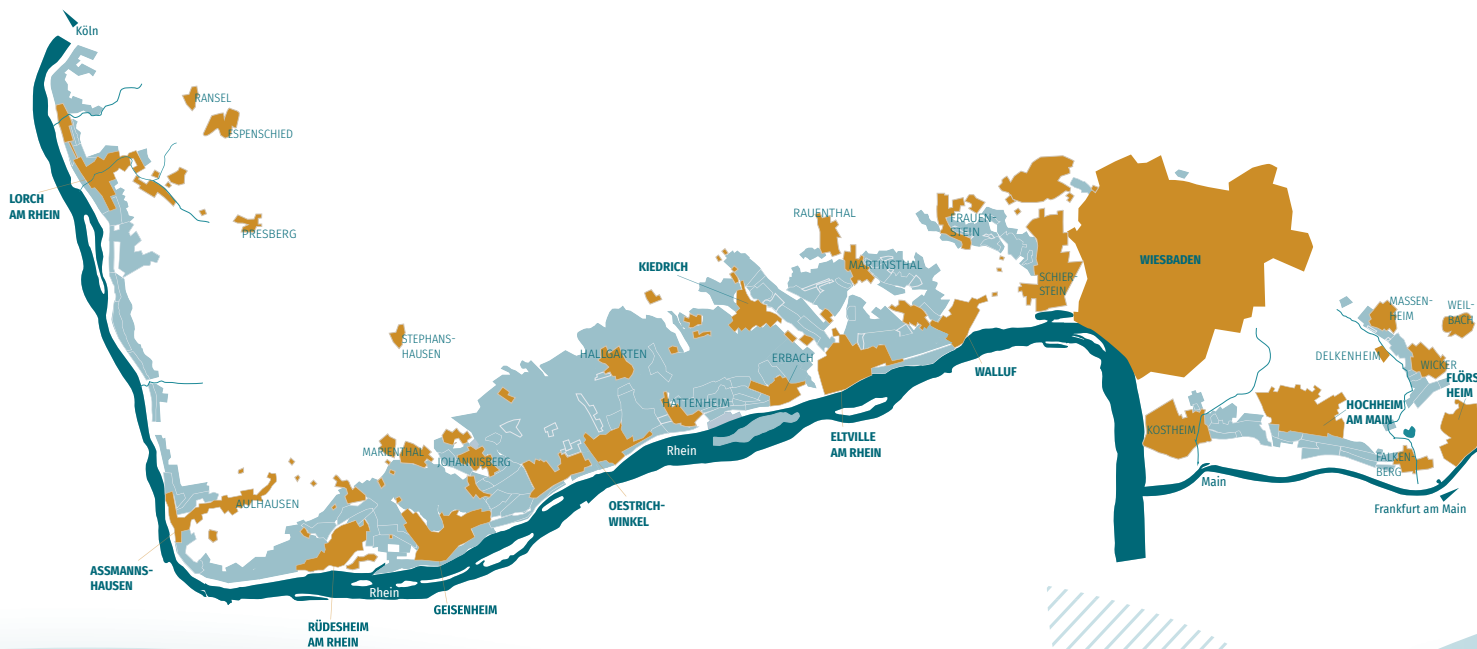 Köln
RANSEL
ESPENSCHIED
LORCH
AM RHEIN
PRESBERG
RAUENTHAL
FRAUEN-
STEIN
KIEDRICH
MARTINSTHAL
WIESBADEN
SCHIER-
STEIN
MASSEN-
HEIM
WEIL-
BACH
STEPHANS-
HAUSEN
HALLGARTEN
ERBACH
DELKENHEIM
WICKER
WALLUF
FLÖRS
HEIM
HATTENHEIM
HOCHHEIM
AM MAIN
KOSTHEIM
ELTVILLE
AM RHEIN
MARIENTHAL
JOHANNISBERG
Rhein
FALKEN-
BERG
Main
AULHAUSEN
OESTRICH-
WINKEL
Frankfurt am Main
ASSMANNS-
HAUSEN
Rhein
GEISENHEIM
RÜDESHEIM
AM RHEIN